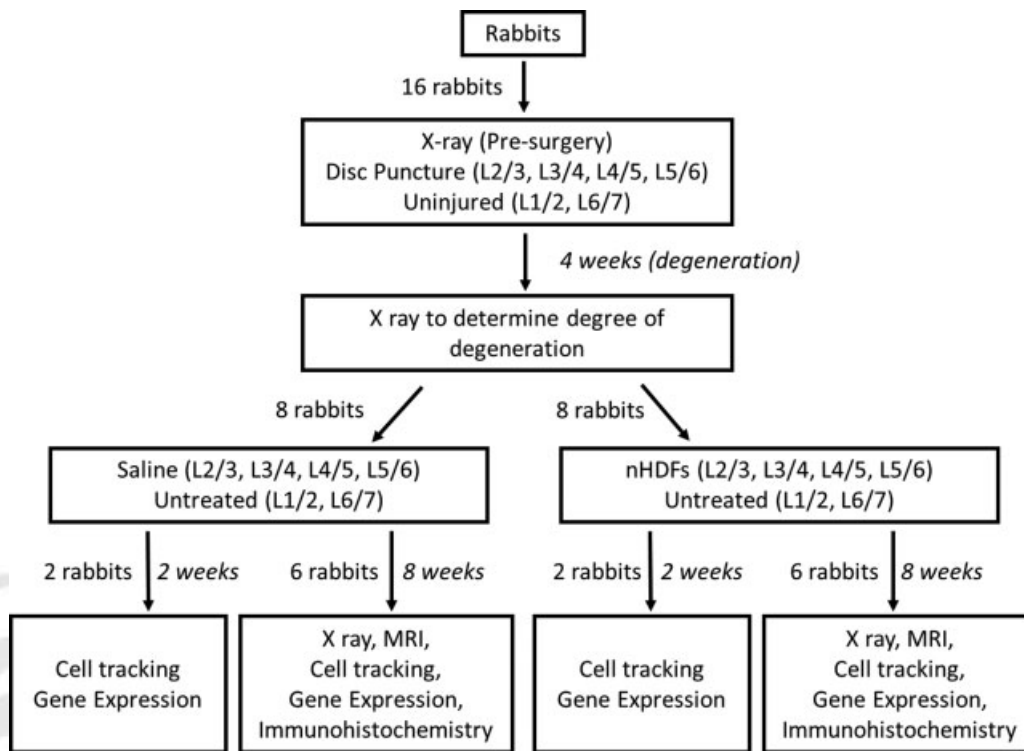 Rabbits
16 rabbits
X-ray (Pre-surgery)
Disc Puncture (L2/3, L3/4, L4/5, L5/6)
Uninjured (L1/2, L6/7)
4 weeks (degeneration)
X ray to determine degree of
degeneration
8 rabbits
8 rabbits
Saline (L2/3, L3/4, L4/5, L5/6)
Untreated (L1/2, L6/7)
nHDFs (L2/3, L3/4, L4/5, L5/6)
Untreated (L1/2, L6/7)
2 rabbits
2 weeks
6 rabbits
8 weeks
2 rabbits
2 weeks
6 rabbits
8 weeks
Cell tracking
Gene Expression
X ray, MRI,
Cell tracking,
Gene Expression,
Immunohistochemistry
Cell tracking
Gene Expression
X ray, MRI,
Cell tracking,
Gene Expression,
Immunohistochemistry